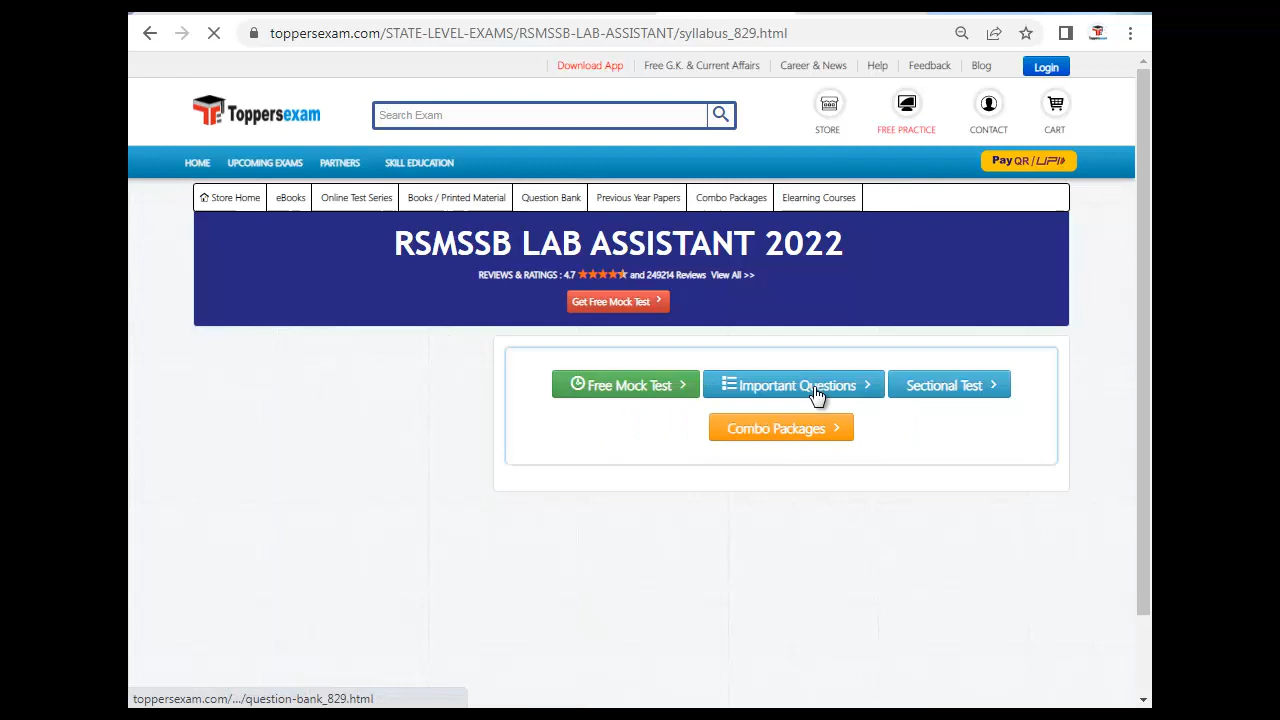 toppersexam.com/STATE-LEVEL-EXAMS/RSMSSB-LAB-ASSISTANT/syllabus_829.html
Download App Free G.K. & Current Affairs Career & News Help Feedback Blog Login
Toppersexam
Search Exam
STORE FREE PRACTICE CONTACT CART
HOME UPCOMING EXAMS PARTNERS SKILL EDUCATION Pay QR / UPI
Store Home eBooks Online Test Series Books / Printed Material Question Bank Previous Year Papers Combo Packages Elearning Courses
RSMSSB LAB ASSISTANT 2022
REVIEWS & RATINGS : 4.7 and 249214 Reviews View All >>
Get Free Mock Test
Free Mock Test Important Questions Sectional Test
Combo Packages
toppersexam.com/.../question-bank_829.html